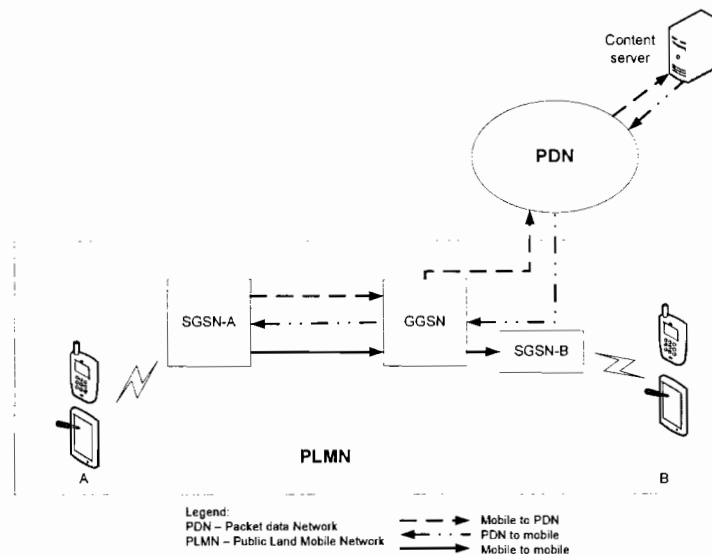 Content
server
PDN
SGSN-A
GGSN
SGSN-B
PLMN
A
B
Legend:
PDN – Packet data Network
PLMN – Public Land Mobile Network
Mobile to PDN
PDN to mobile
Mobile to mobile